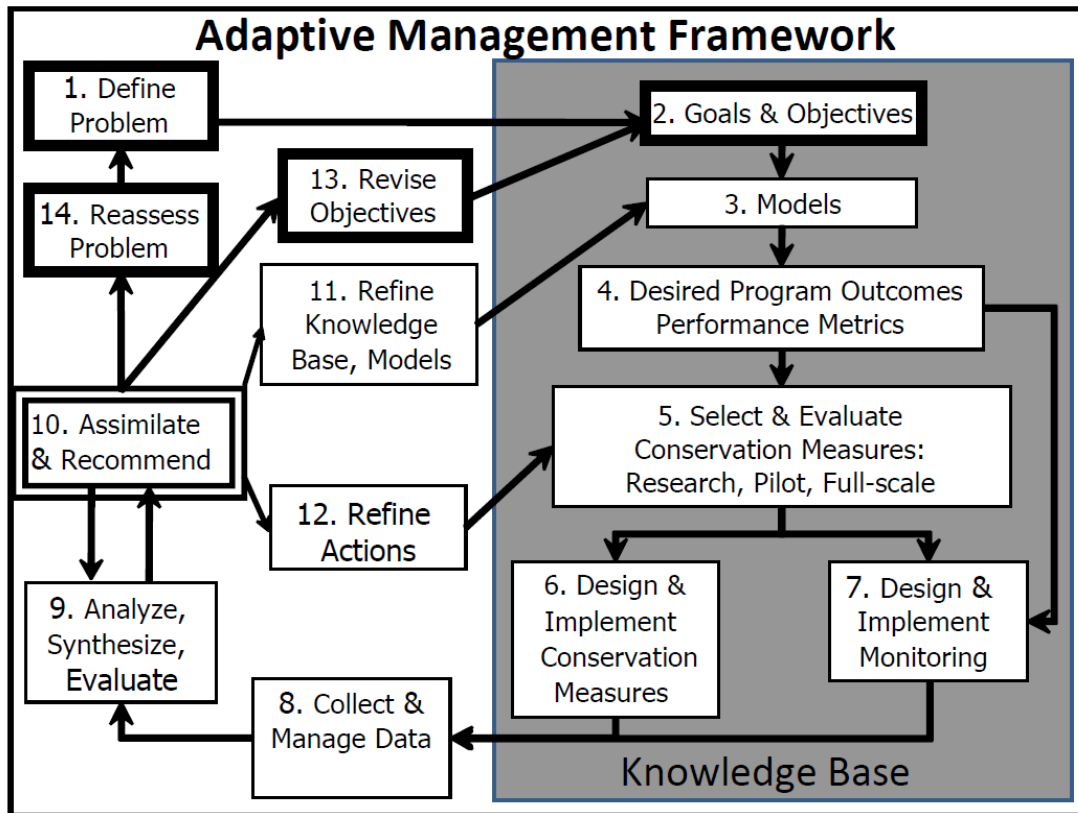 Adaptive Management Framework
1. Define
Problem
2. Goals & Objectives
13. Revise
Objectives
14. Reassess
Problem
3. Models
11. Refine
Knowledge
Base, Models
4. Desired Program Outcomes
Performance Metrics
10. Assimilate
& Recommend
5. Select & Evaluate
Conservation Measures:
Research, Pilot, Full-scale
12. Refine
Actions
6. Design &
Implement
Conservation
Measures
7. Design &
Implement
Monitoring
9. Analyze,
Synthesize,
Evaluate
8. Collect &
Manage Data
Knowledge Base